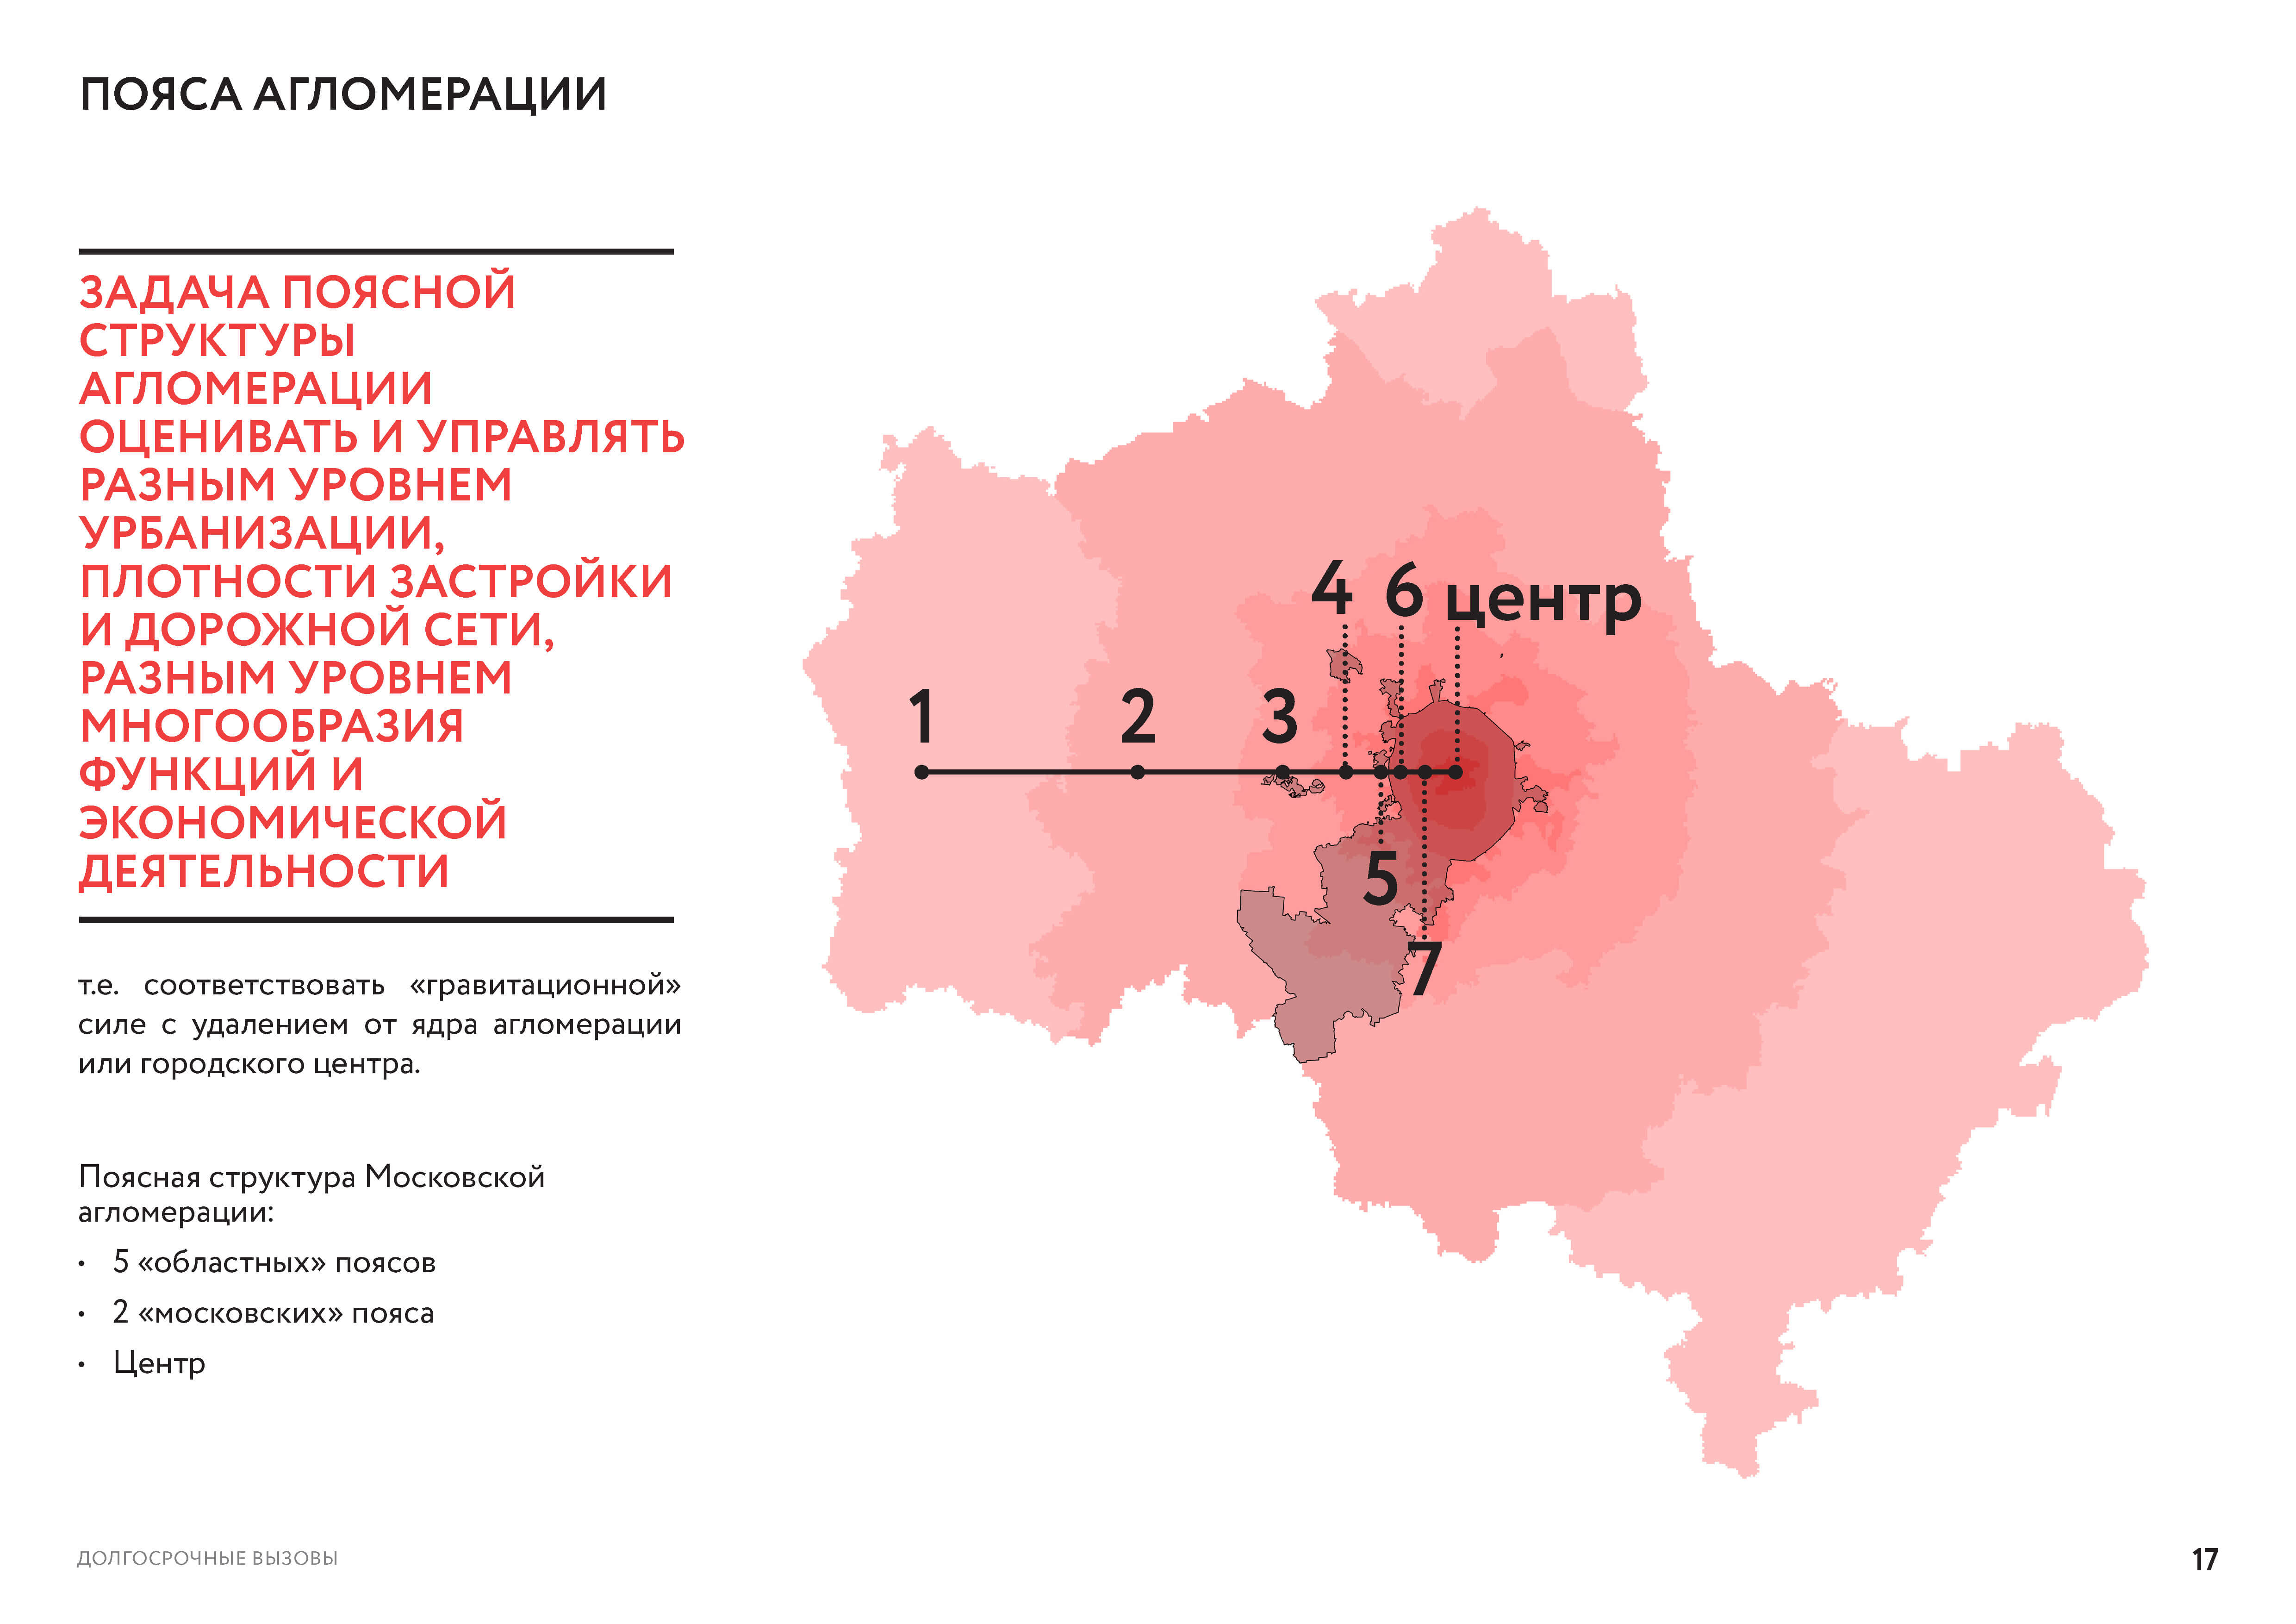 ПОЯСА АГЛОМЕРАЦИИ
ЗАДАЧА ПОЯСНОЙ
СТРУКТУРЫ
АГЛОМЕРАЦИИ
ОЦЕНИВАТЬ И УПРАВЛЯТЬ
РАЗНЫМ УРОВНЕМ
УРБАНИЗАЦИИ,
ПЛОТНОСТИ ЗАСТРОЙКИ
И ДОРОЖНОЙ СЕТИ,
РАЗНЫМ УРОВНЕМ
МНОГООБРАЗИЯ
ФУНКЦИЙ И
ЭКОНОМИЧЕСКОЙ
ДЕЯТЕЛЬНОСТИ
т.е. соответствовать «гравитационной»
силе с удалением от ядра агломерации
или городского центра.
Поясная структура Московской
агломерации:
• 5 «областных» поясов
• 2 «московских» пояса
• Центр
4 6 центр
1 2 3
5
7
ДОЛГОСРОЧНЫЕ ВЫЗОВЫ
17